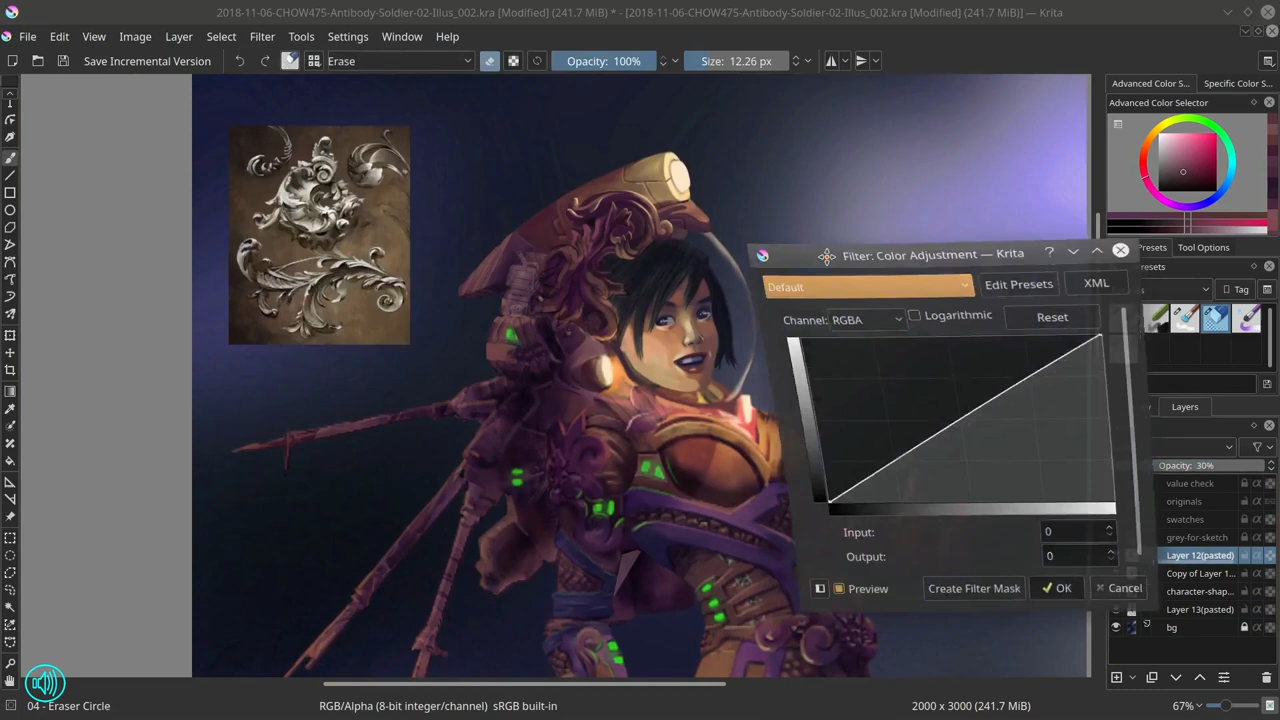 2018-11-06-CHOW475-Antibody-Soldier-02-Illus_002.kra [Modified] (241.7 MiB) * - [2018-11-06-CHOW475-Antibody-Soldier-02-Illus_002.kra [Modified] (241.7 MiB)] — Krita
File Edit View Image Layer Select Filter Tools Settings Window Help
Save Incremental Version Erase Opacity: 100% Size: 12.26 px
Advanced Color S... Specific Color S...
Advanced Color Selector
Presets Tool Options
Filter: Color Adjustment — Krita
Tag
Default Edit Presets XML
Channel: RGBA Logarithmic Reset
Layers
Opacity: 30%
value check
originals
swatches
grey-for-sketch
Layer 12(pasted)
Copy of Layer 1...
character-shap...
Layer 13(pasted)
bg
Input: 0
Output: 0
Preview Create Filter Mask OK Cancel
04 - Eraser Circle RGB/Alpha (8-bit integer/channel) sRGB built-in 2000 x 3000 (241.7 MiB) 67%